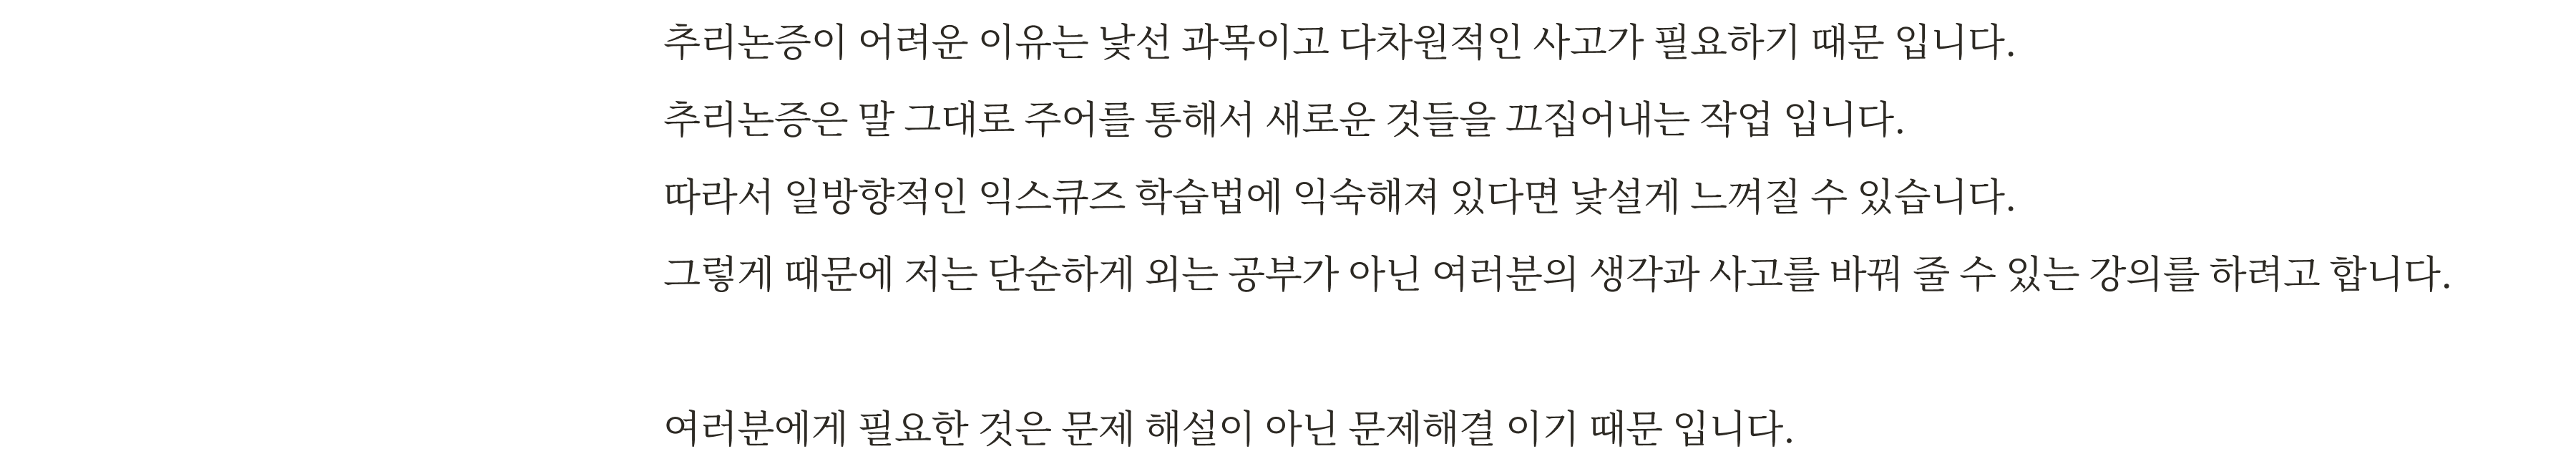 추리논증이 어려운 이유는 낯선 과목이고 다차원적인 사고가 필요하기 때문 입니다.
추리논증은 말 그대로 주어를 통해서 새로운 것들을 끄집어내는 작업 입니다.
따라서 일방향적인 익스큐즈 학습법에 익숙해져 있다면 낯설게 느껴질 수 있습니다.
그렇게 때문에 저는 단순하게 외는 공부가 아닌 여러분의 생각과 사고를 바꿔 줄 수 있는 강의를 하려고 합니다.
여러분에게 필요한 것은 문제 해설이 아닌 문제해결 이기 때문 입니다.